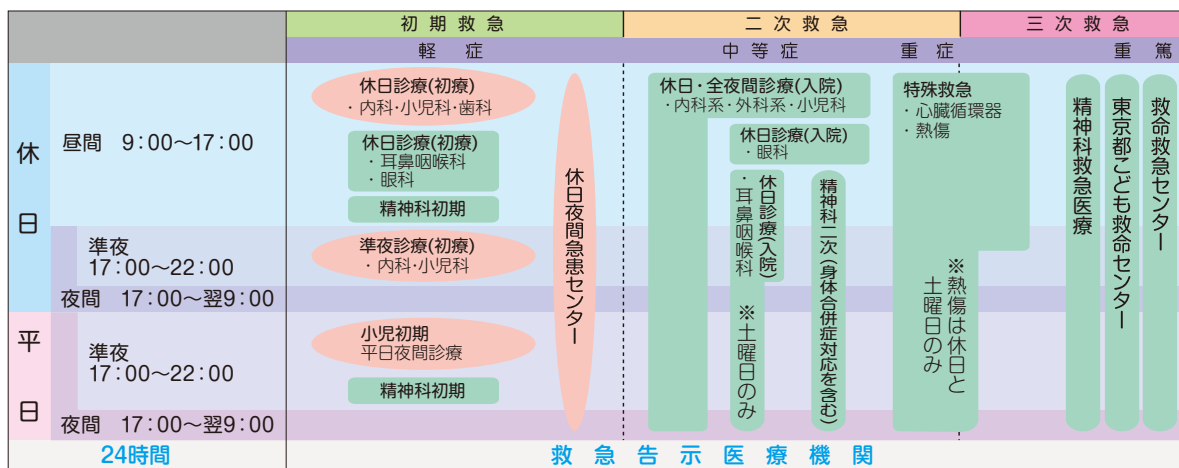 初期救急
二次救急
三次救急
軽症
中等症
重症
重篤
休日
昼間 9:00～17:00
準夜
17:00～22:00
夜間 17:00～翌9:00
平日
準夜
17:00～22:00
夜間 17:00～翌9:00
24時間
休日診療(初療)
・内科・小児科・歯科
休日診療(初療)
・耳鼻咽喉科
・眼科
精神科初期
準夜診療(初療)
・内科・小児科
小児初期
平日夜間診療
精神科初期
休日夜間急患センター
休日・全夜間診療(入院)
・内科系・外科系・小児科
休日診療(入院)
・眼科
休日診療(入院)
・耳鼻咽喉科
※土曜日のみ
精神科二次(身体合併症対応を含む)
特殊救急
・心臓循環器
・熱傷
※熱傷は休日と
土曜日のみ
精神科救急医療
東京都こども救命センター
救命救急センター
救急告示医療機関